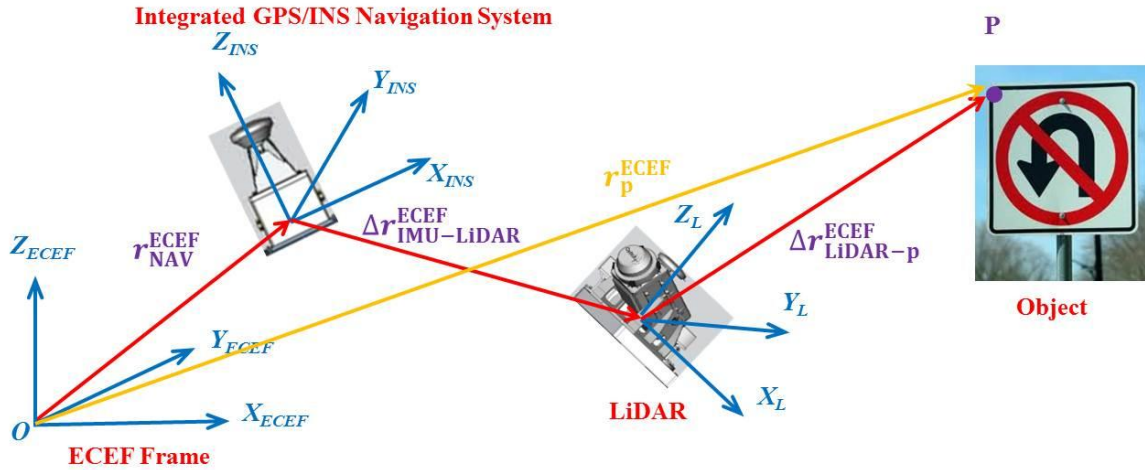 Integrated GPS/INS Navigation System
P
Z_INS
Y_INS
X_INS
r_p^ECEF
Z_L
Δr_IMU−LiDAR^ECEF
r_NAV^ECEF
Δr_LiDAR−p^ECEF
Z_ECEF
Y_L
Object
Y_ECEF
X_L
LiDAR
X_ECEF
O
ECEF Frame